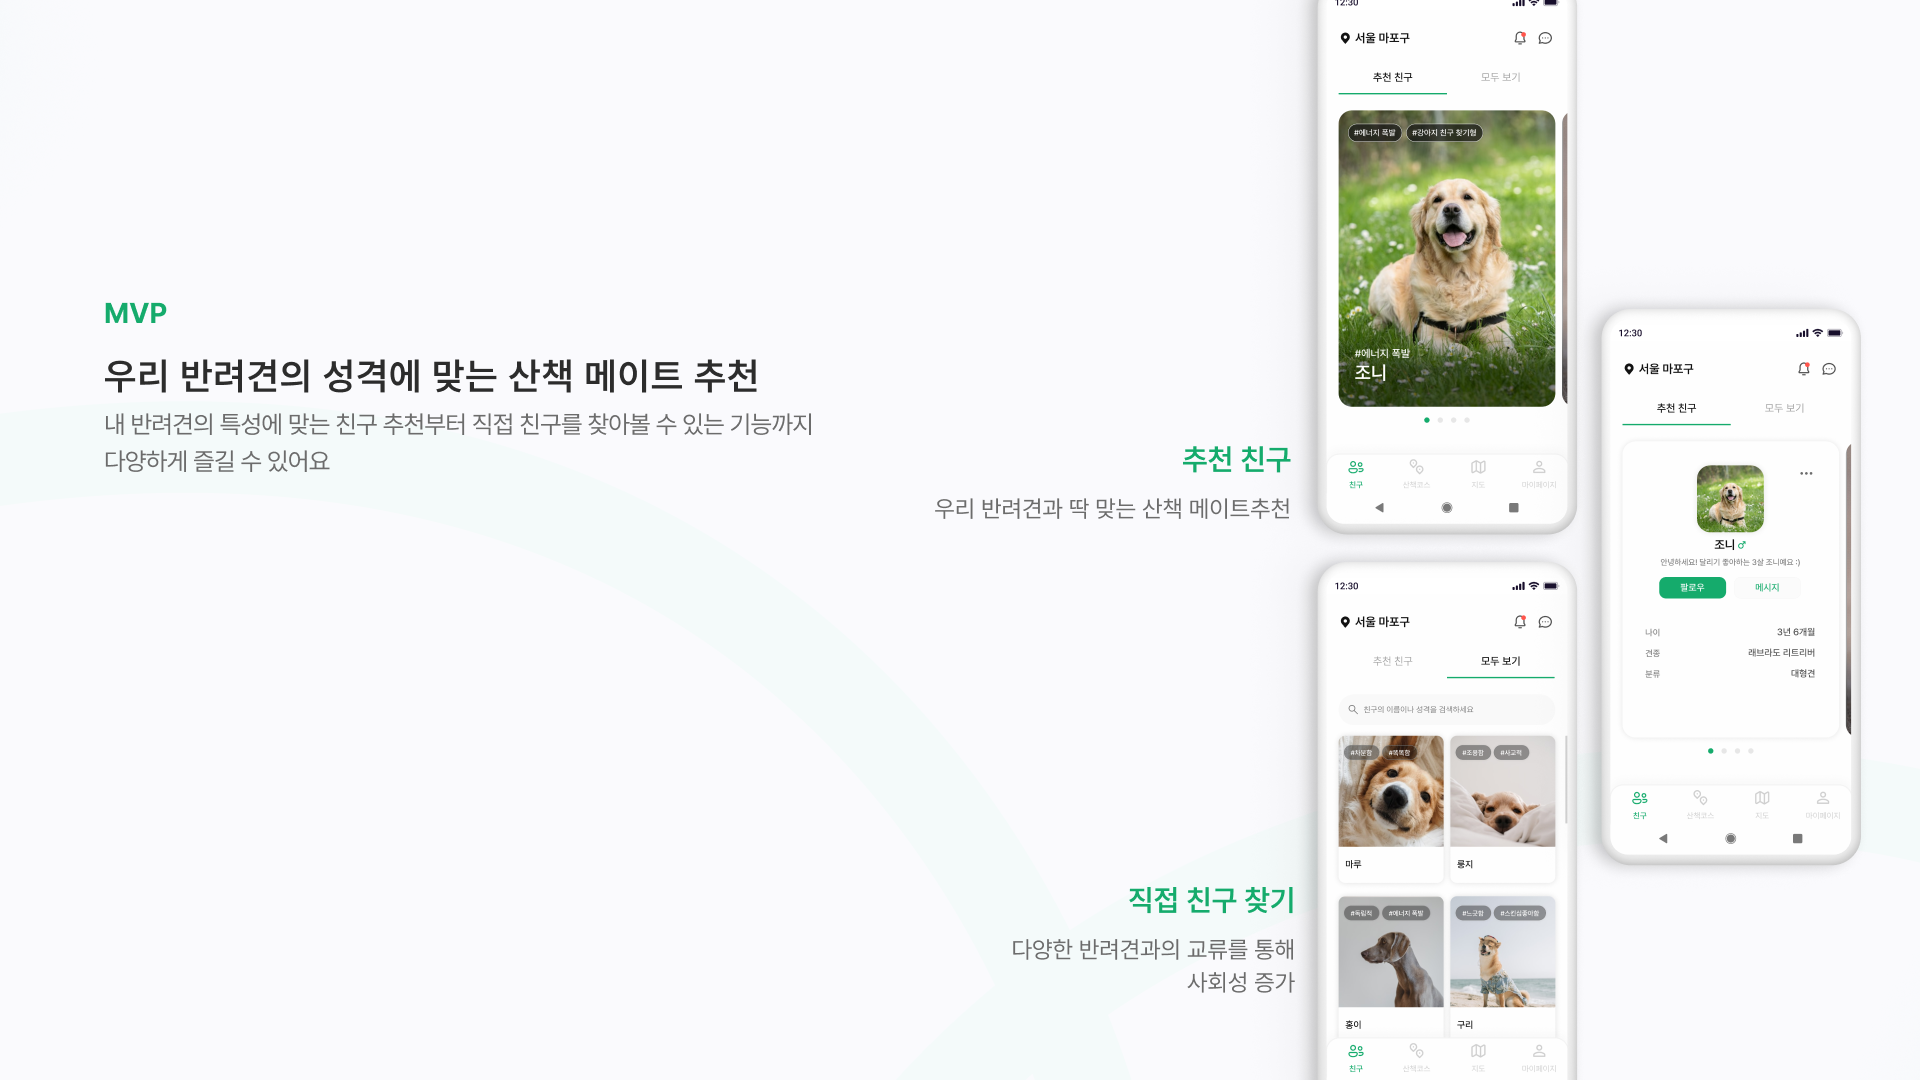 MVP
우리 반려견의 성격에 맞는 산책 메이트 추천
내 반려견의 특성에 맞는 친구 추천부터 직접 친구를 찾아볼 수 있는 기능까지
다양하게 즐길 수 있어요
추천 친구
우리 반려견과 딱 맞는 산책 메이트추천
직접 친구 찾기
다양한 반려견과의 교류를 통해
사회성 증가
12:30
서울 마포구
추천 친구 모두 보기
#에너지 폭발 #강아지 친구 찾기형
#에너지 폭발
조니
친구 산책코스 지도 마이페이지
12:30
서울 마포구
추천 친구 모두 보기
조니
안녕하세요! 달리기 좋아하는 3살 조니예요 :)
팔로우 메시지
나이 3년 6개월
견종 래브라도 리트리버
분류 대형견
친구 산책코스 지도 마이페이지
12:30
서울 마포구
추천 친구 모두 보기
친구의 이름이나 성격을 검색하세요
#차분함 #똑똑함
마루
#조용함 #사교적
룽지
#독립적 #에너지 폭발
홍이
#느긋함 #스킨십좋아함
구리
친구 산책코스 지도 마이페이지